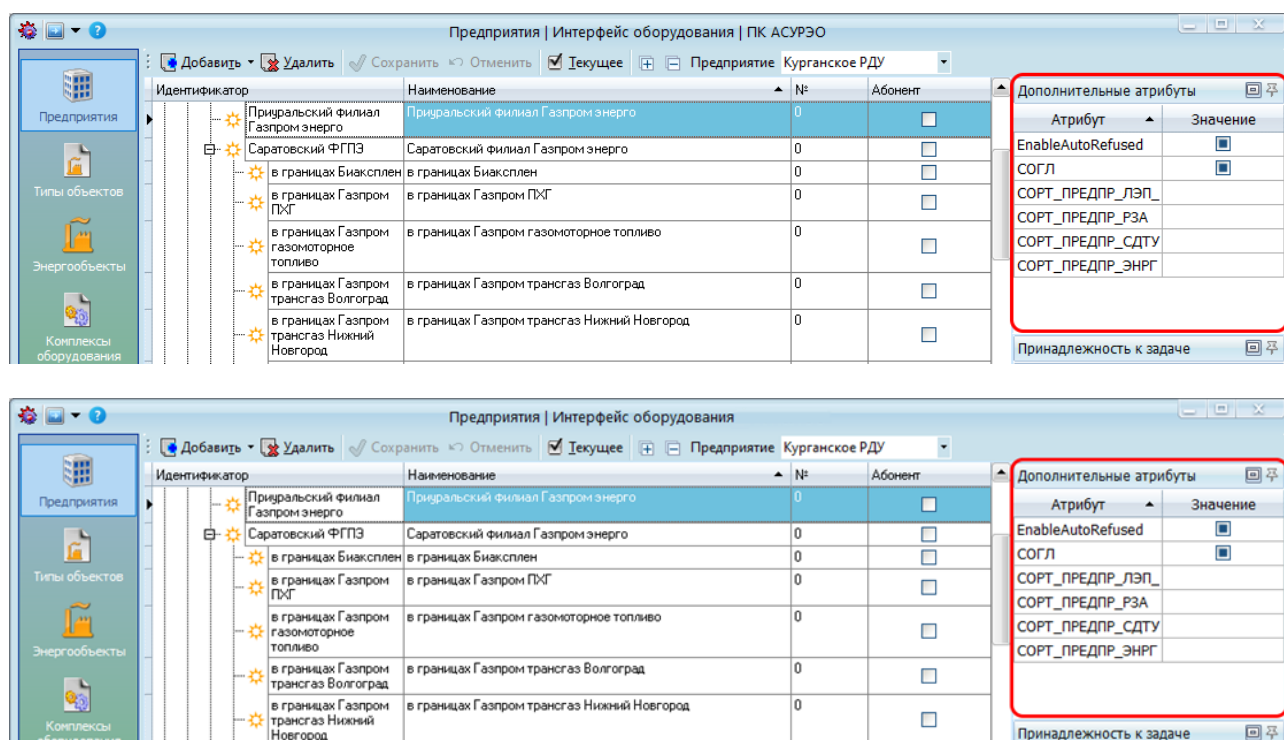 Предприятия | Интерфейс оборудования | ПК АСУРЭО
Добавить Удалить Сохранить Отменить Текущее Предприятие Курганское РДУ
Предприятия
Типы объектов
Энергообъекты
Комплексы
оборудования
Идентификатор Наименование № Абонент
Приуральский филиал
Газпром энерго
Приуральский филиал Газпром энерго 0
Саратовский ФГПЭ Саратовский филиал Газпром энерго 0
в границах Биаксплен в границах Биаксплен 0
в границах Газпром
ПХГ
в границах Газпром ПХГ 0
в границах Газпром
газомоторное
топливо
в границах Газпром газомоторное топливо 0
в границах Газпром
трансгаз Волгоград
в границах Газпром трансгаз Волгоград 0
в границах Газпром
трансгаз Нижний
Новгород
в границах Газпром трансгаз Нижний Новгород 0
Дополнительные атрибуты
Атрибут Значение
EnableAutoRefused
СОГЛ
СОРТ_ПРЕДПР_ЛЭП_
СОРТ_ПРЕДПР_РЗА
СОРТ_ПРЕДПР_СДТУ
СОРТ_ПРЕДПР_ЭНРГ
Принадлежность к задаче
Предприятия | Интерфейс оборудования
Добавить Удалить Сохранить Отменить Текущее Предприятие Курганское РДУ
Предприятия
Типы объектов
Энергообъекты
Комплексы
оборудования
Идентификатор Наименование № Абонент
Приуральский филиал
Газпром энерго
Приуральский филиал Газпром энерго 0
Саратовский ФГПЭ Саратовский филиал Газпром энерго 0
в границах Биаксплен в границах Биаксплен 0
в границах Газпром
ПХГ
в границах Газпром ПХГ 0
в границах Газпром
газомоторное
топливо
в границах Газпром газомоторное топливо 0
в границах Газпром
трансгаз Волгоград
в границах Газпром трансгаз Волгоград 0
в границах Газпром
трансгаз Нижний
Новгород
в границах Газпром трансгаз Нижний Новгород 0
Дополнительные атрибуты
Атрибут Значение
EnableAutoRefused
СОГЛ
СОРТ_ПРЕДПР_ЛЭП_
СОРТ_ПРЕДПР_РЗА
СОРТ_ПРЕДПР_СДТУ
СОРТ_ПРЕДПР_ЭНРГ
Принадлежность к задаче